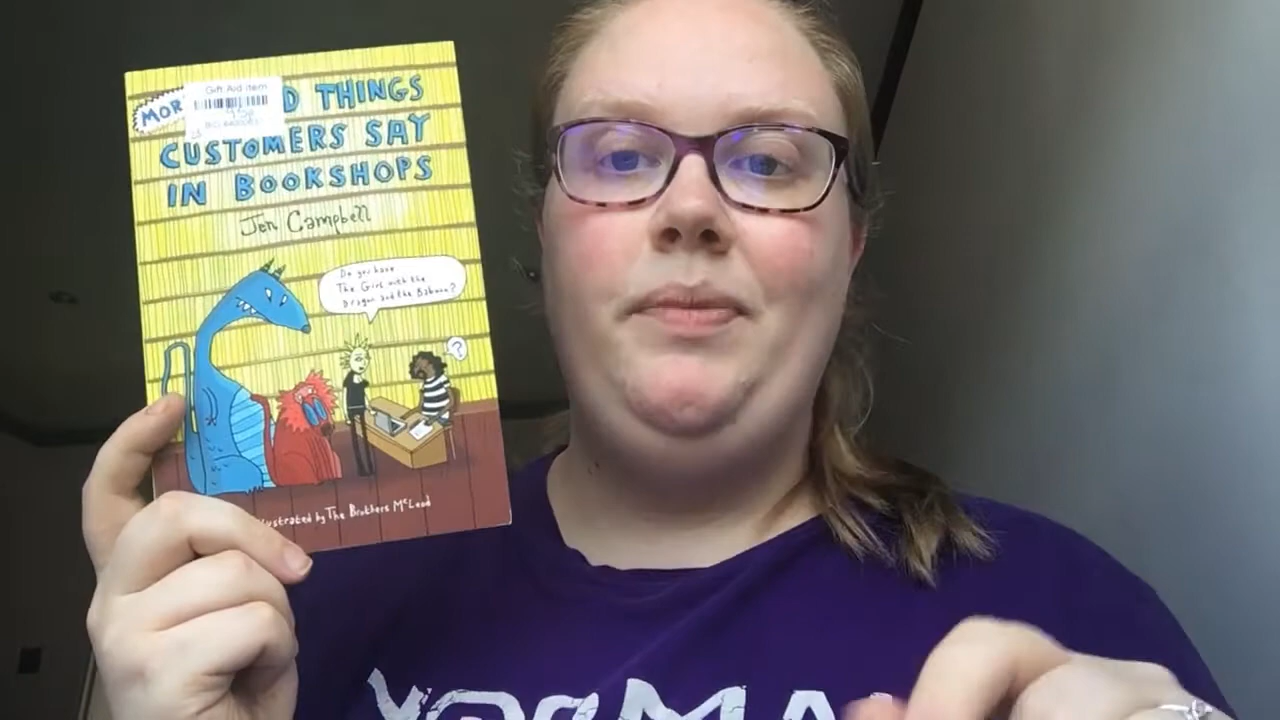 Gift Aid item
MOR D THINGS
CUSTOMERS SAY
IN BOOKSHOPS
Jen Campbell
Do you have
The Girl with the
Dragon and the Baboon?
?
ustrated by The Brothers McLeod